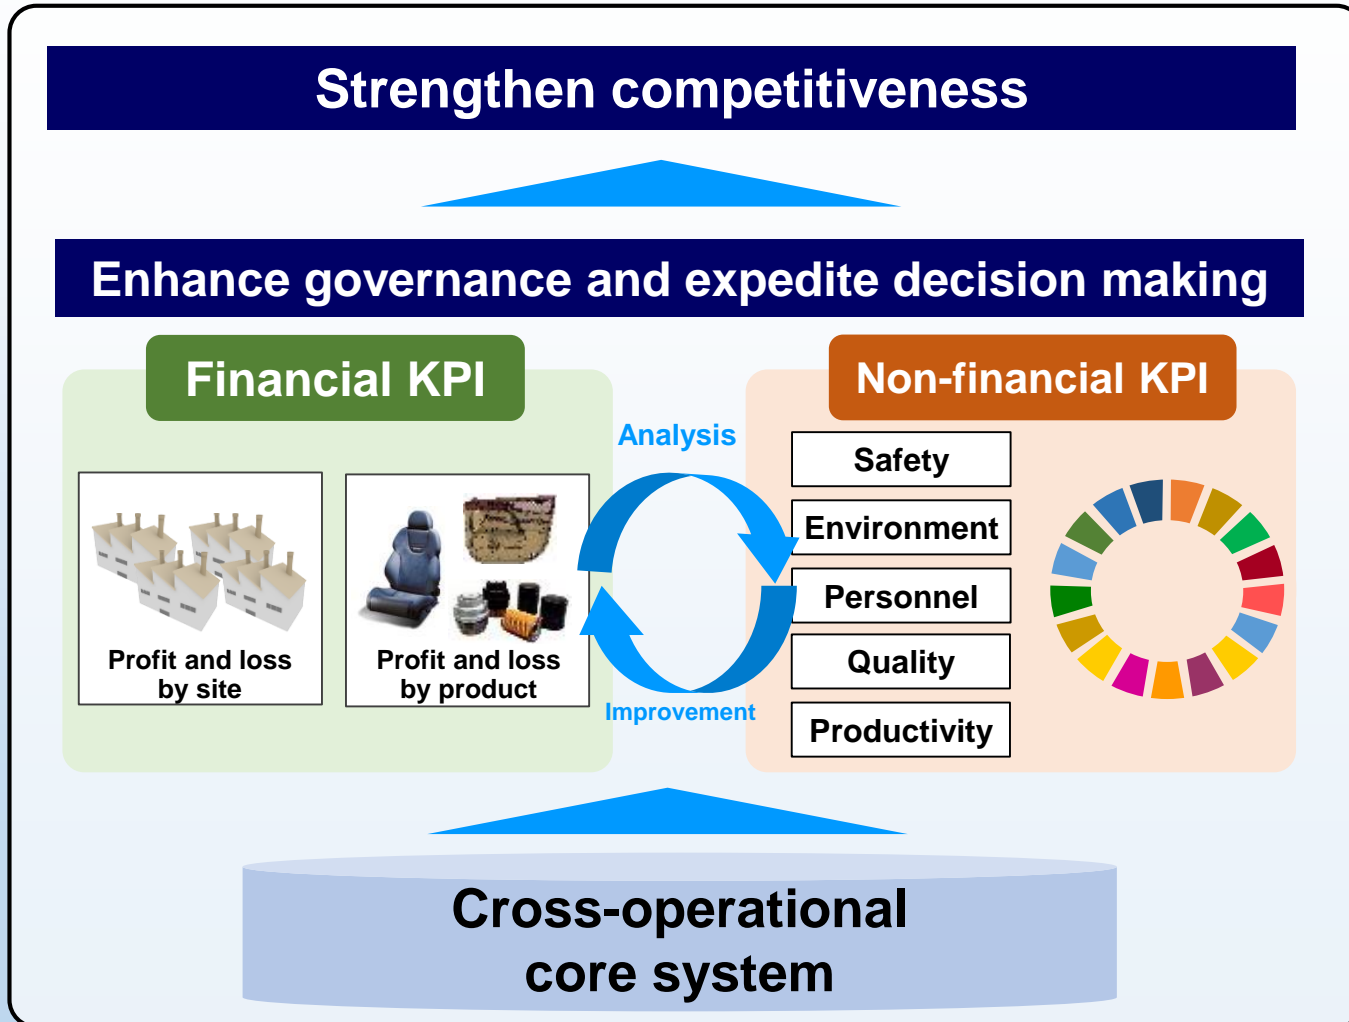 Strengthen competitiveness
Enhance governance and expedite decision making
Financial KPI
Profit and loss
by site
Profit and loss
by product
Analysis
Improvement
Non-financial KPI
Safety
Environment
Personnel
Quality
Productivity
Cross-operational
core system